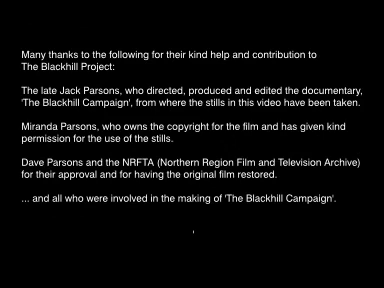 Many thanks to the following for their kind help and contribution to
The Blackhill Project:
The late Jack Parsons, who directed, produced and edited the documentary,
'The Blackhill Campaign', from where the stills in this video have been taken.
Miranda Parsons, who owns the copyright for the film and has given kind
permission for the use of the stills.
Dave Parsons and the NRFTA (Northern Region Film and Television Archive)
for their approval and for having the original film restored.
... and all who were involved in the making of 'The Blackhill Campaign'.